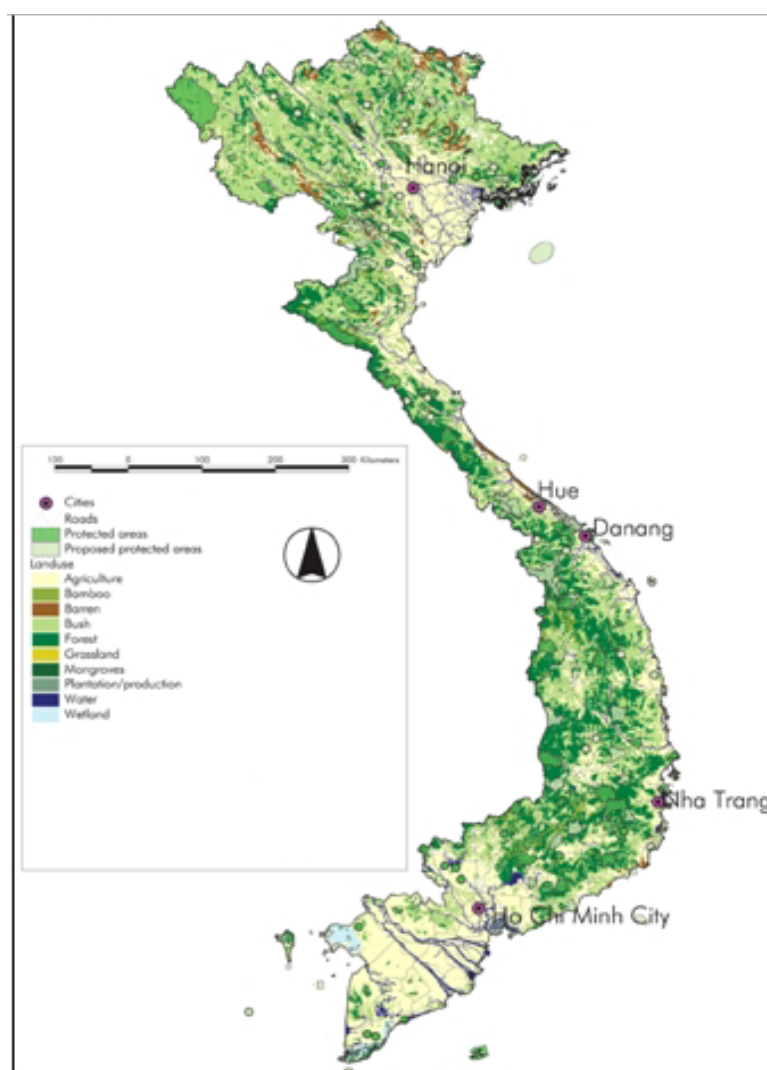 Hanoi
100 0 100 200 300 Kilometers
Hue
Danang
Cities
Roads
Protected areas
Proposed protected areas
Landuse
Agriculture
Bamboo
Barren
Bush
Forest
Grassland
Mangroves
Plantation/production
Water
Wetland
Nha Trang
Ho Chi Minh City